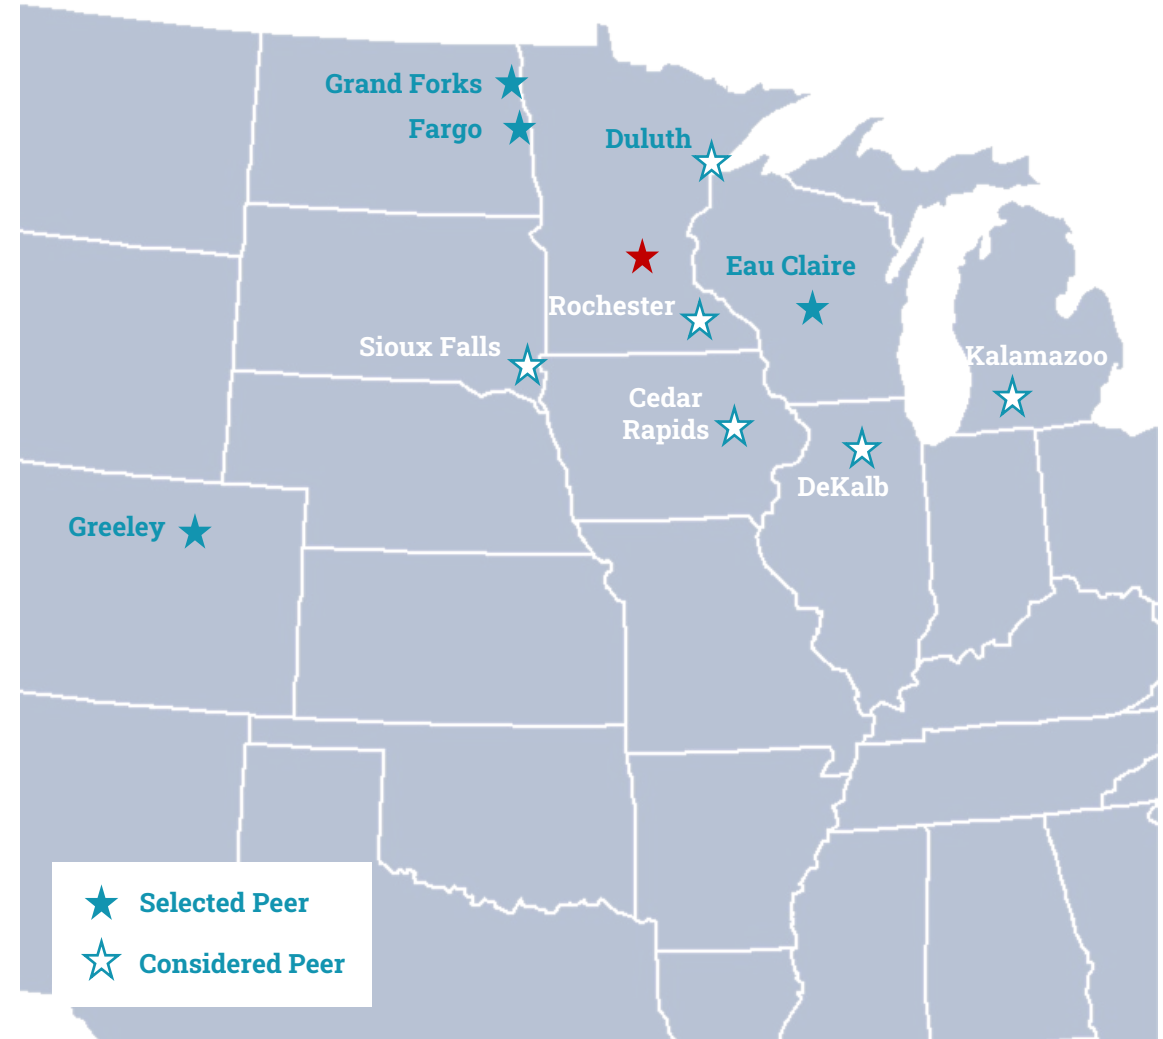 Grand Forks
Fargo
Duluth
Eau Claire
Rochester
Sioux Falls
Kalamazoo
Cedar
Rapids
DeKalb
Greeley
Selected Peer
Considered Peer